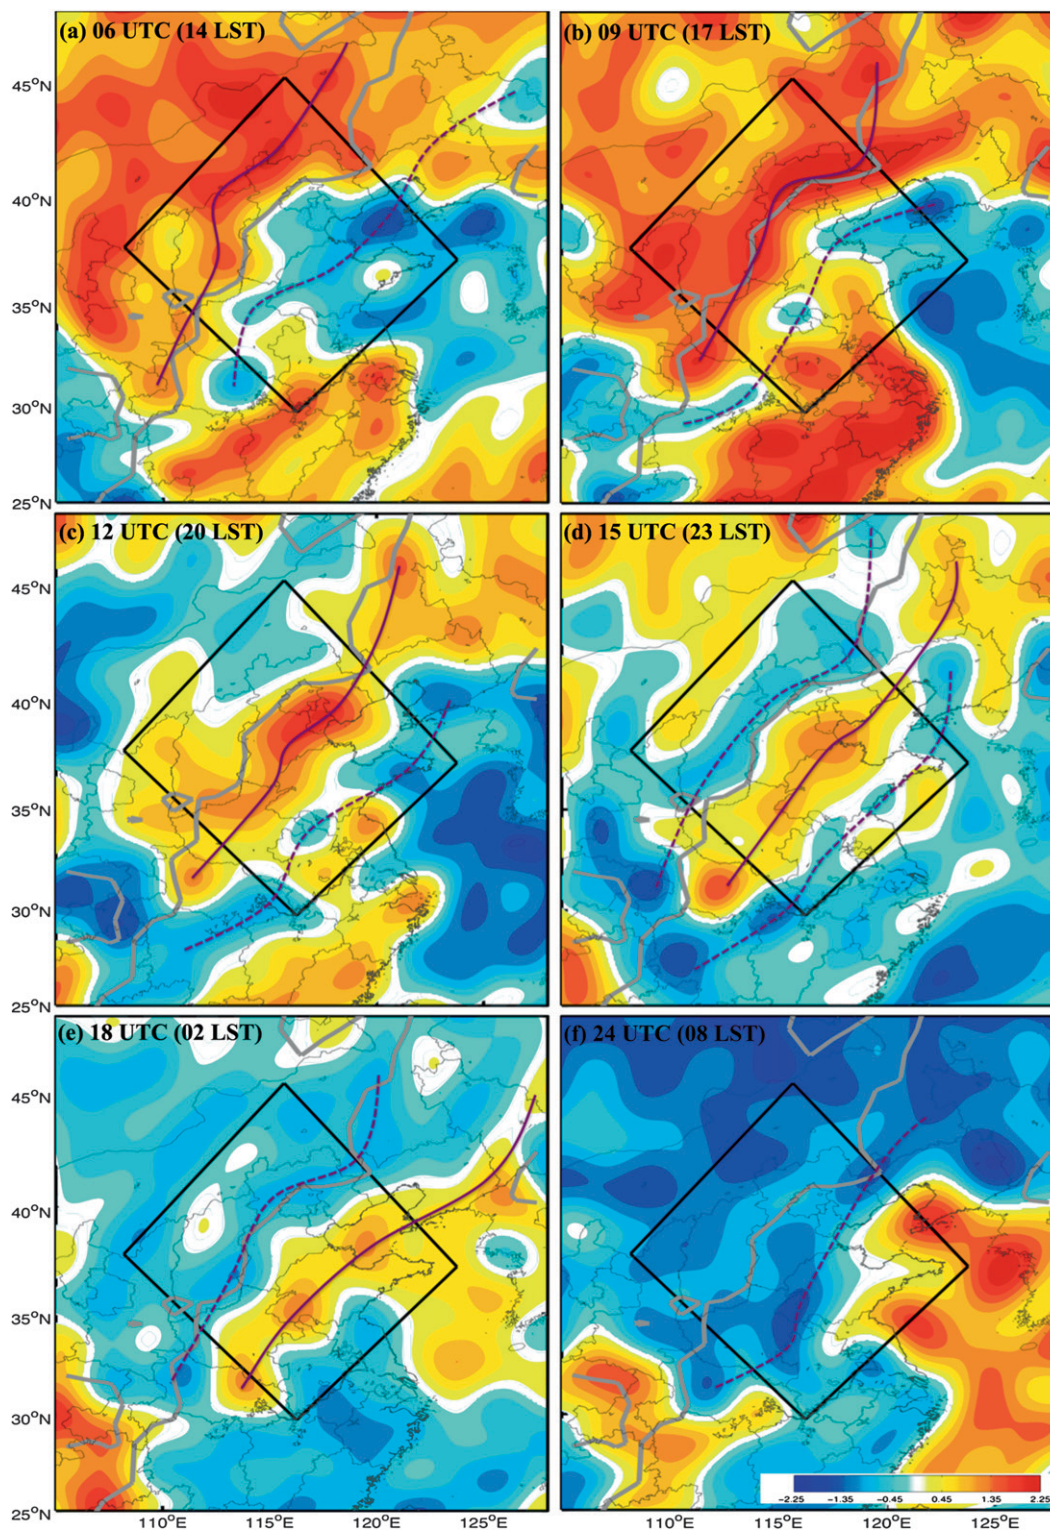 (a) 06 UTC (14 LST)
(b) 09 UTC (17 LST)
45°N
40°N
35°N
30°N
25°N
(c) 12 UTC (20 LST)
(d) 15 UTC (23 LST)
45°N
40°N
35°N
30°N
25°N
(e) 18 UTC (02 LST)
(f) 24 UTC (08 LST)
45°N
40°N
35°N
30°N
25°N
-2.25 -1.35 -0.45 0.45 1.35 2.25
110°E 115°E 120°E 125°E 110°E 115°E 120°E 125°E